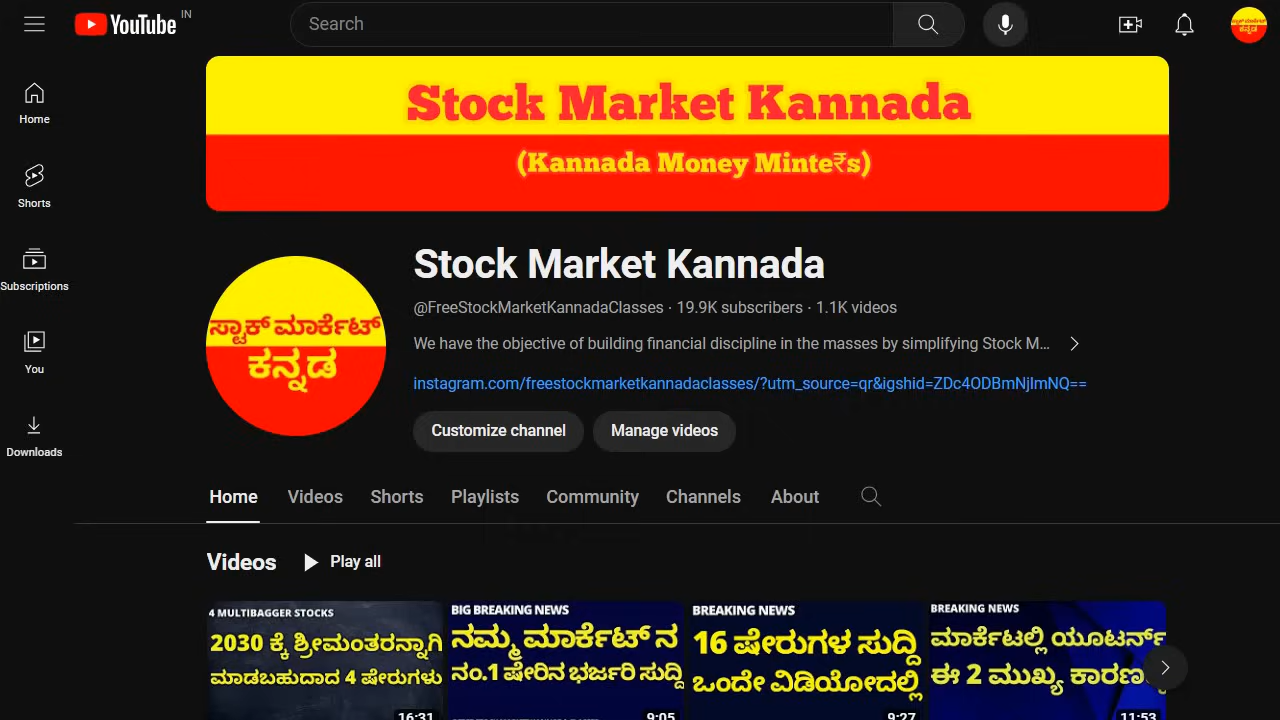 YouTube IN
Search
Stock Market Kannada
(Kannada Money Minte₹s)
Home
Shorts
Subscriptions
You
Downloads
ಸ್ಟಾಕ್ ಮಾರ್ಕೆಟ್
ಕನ್ನಡ
Stock Market Kannada
@FreeStockMarketKannadaClasses · 19.9K subscribers · 1.1K videos
We have the objective of building financial discipline in the masses by simplifying Stock M...
instagram.com/freestockmarketkannadaclasses/?utm_source=qr&igshid=ZDc4ODBmNjlmNQ==
Customize channel Manage videos
Home Videos Shorts Playlists Community Channels About
Videos Play all
4 MULTIBAGGER STOCKS
2030 ಕ್ಕೆ ಶ್ರೀಮಂತರನ್ನಾಗಿ
ಮಾಡಬಹುದಾದ 4 ಷೇರುಗಳು
16:31
BIG BREAKING NEWS
ನಮ್ಮ ಮಾರ್ಕೆಟ್ ನ
ನಂ.1 ಷೇರಿನ ಭರ್ಜರಿ ಸುದ್ದಿ
9:05
BREAKING NEWS
16 ಷೇರುಗಳ ಸುದ್ದಿ
ಒಂದೇ ವಿಡಿಯೋದಲ್ಲಿ
9:27
BREAKING NEWS
ಮಾರ್ಕೆಟಲ್ಲಿ ಯೂಟರ್ನ್
ಈ 2 ಮುಖ್ಯ ಕಾರಣ
11:53